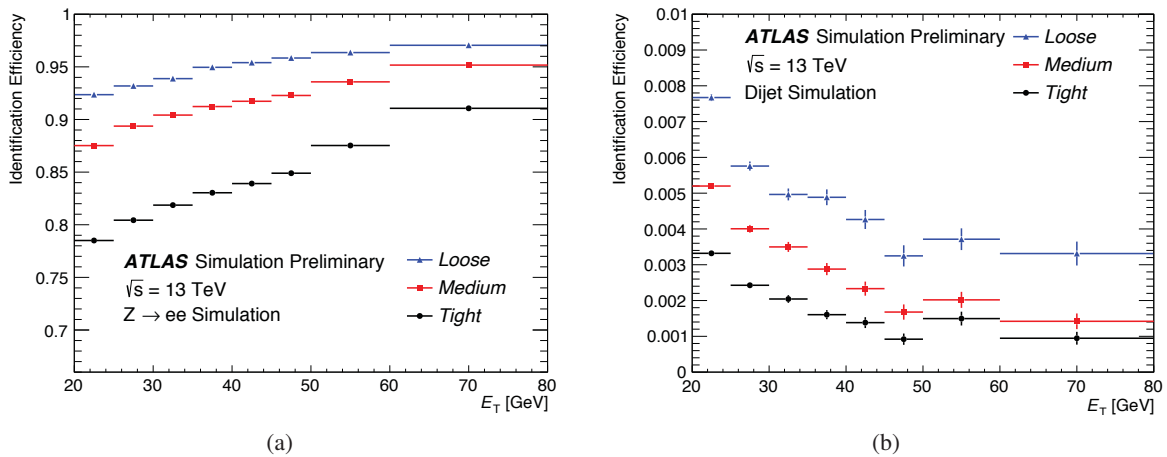 Identification Efficiency
1
0.95
0.9
0.85
0.8
0.75
0.7
ATLAS Simulation Preliminary
√s = 13 TeV
Z → ee Simulation
Loose
Medium
Tight
20 30 40 50 60 70 80
E_T [GeV]
(a)
Identification Efficiency
0.01
0.009
0.008
0.007
0.006
0.005
0.004
0.003
0.002
0.001
0
ATLAS Simulation Preliminary
√s = 13 TeV
Dijet Simulation
Loose
Medium
Tight
20 30 40 50 60 70 80
E_T [GeV]
(b)